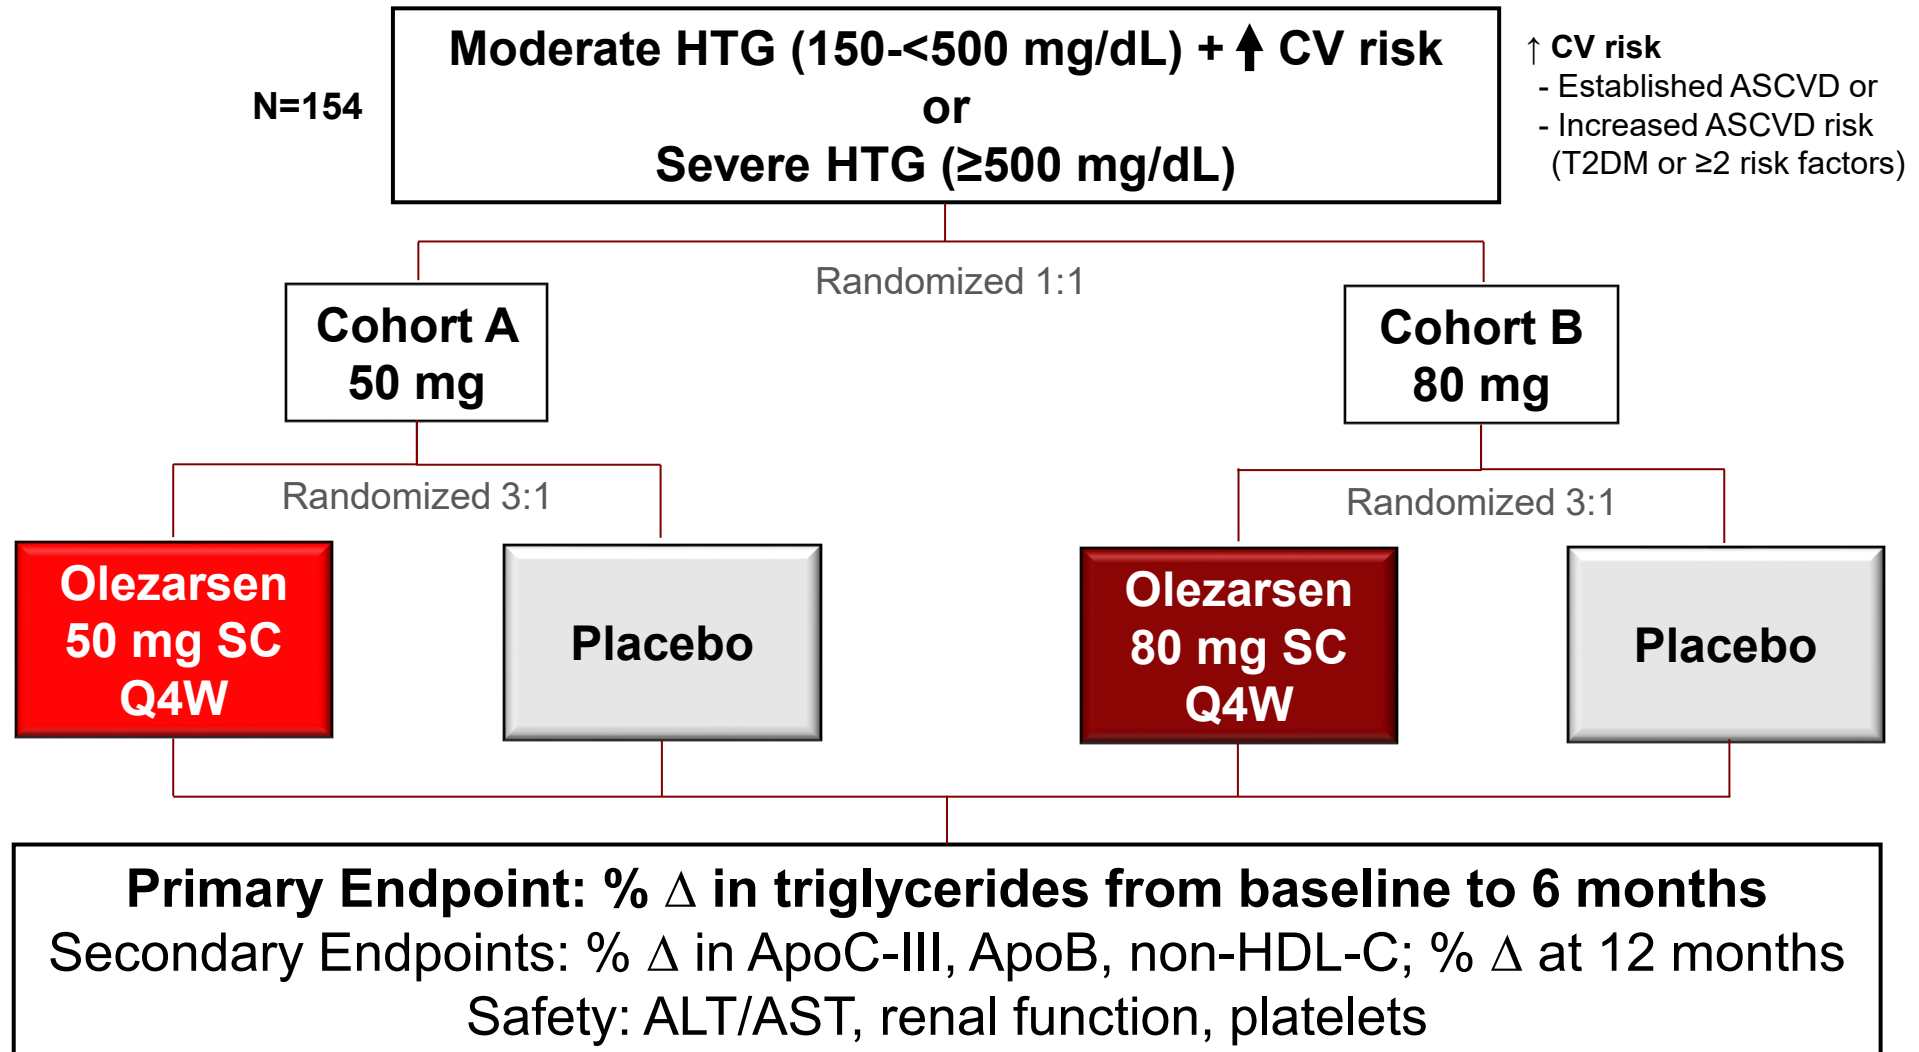 Moderate HTG (150-<500 mg/dL) + ⬆ CV risk
or
Severe HTG (≥500 mg/dL)
N=154
↑ CV risk
- Established ASCVD or
- Increased ASCVD risk
(T2DM or ≥2 risk factors)
Randomized 1:1
Cohort A
50 mg
Cohort B
80 mg
Randomized 3:1
Randomized 3:1
Olezarsen
50 mg SC
Q4W
Placebo
Olezarsen
80 mg SC
Q4W
Placebo
Primary Endpoint: % Δ in triglycerides from baseline to 6 months
Secondary Endpoints: % Δ in ApoC-III, ApoB, non-HDL-C; % Δ at 12 months
Safety: ALT/AST, renal function, platelets